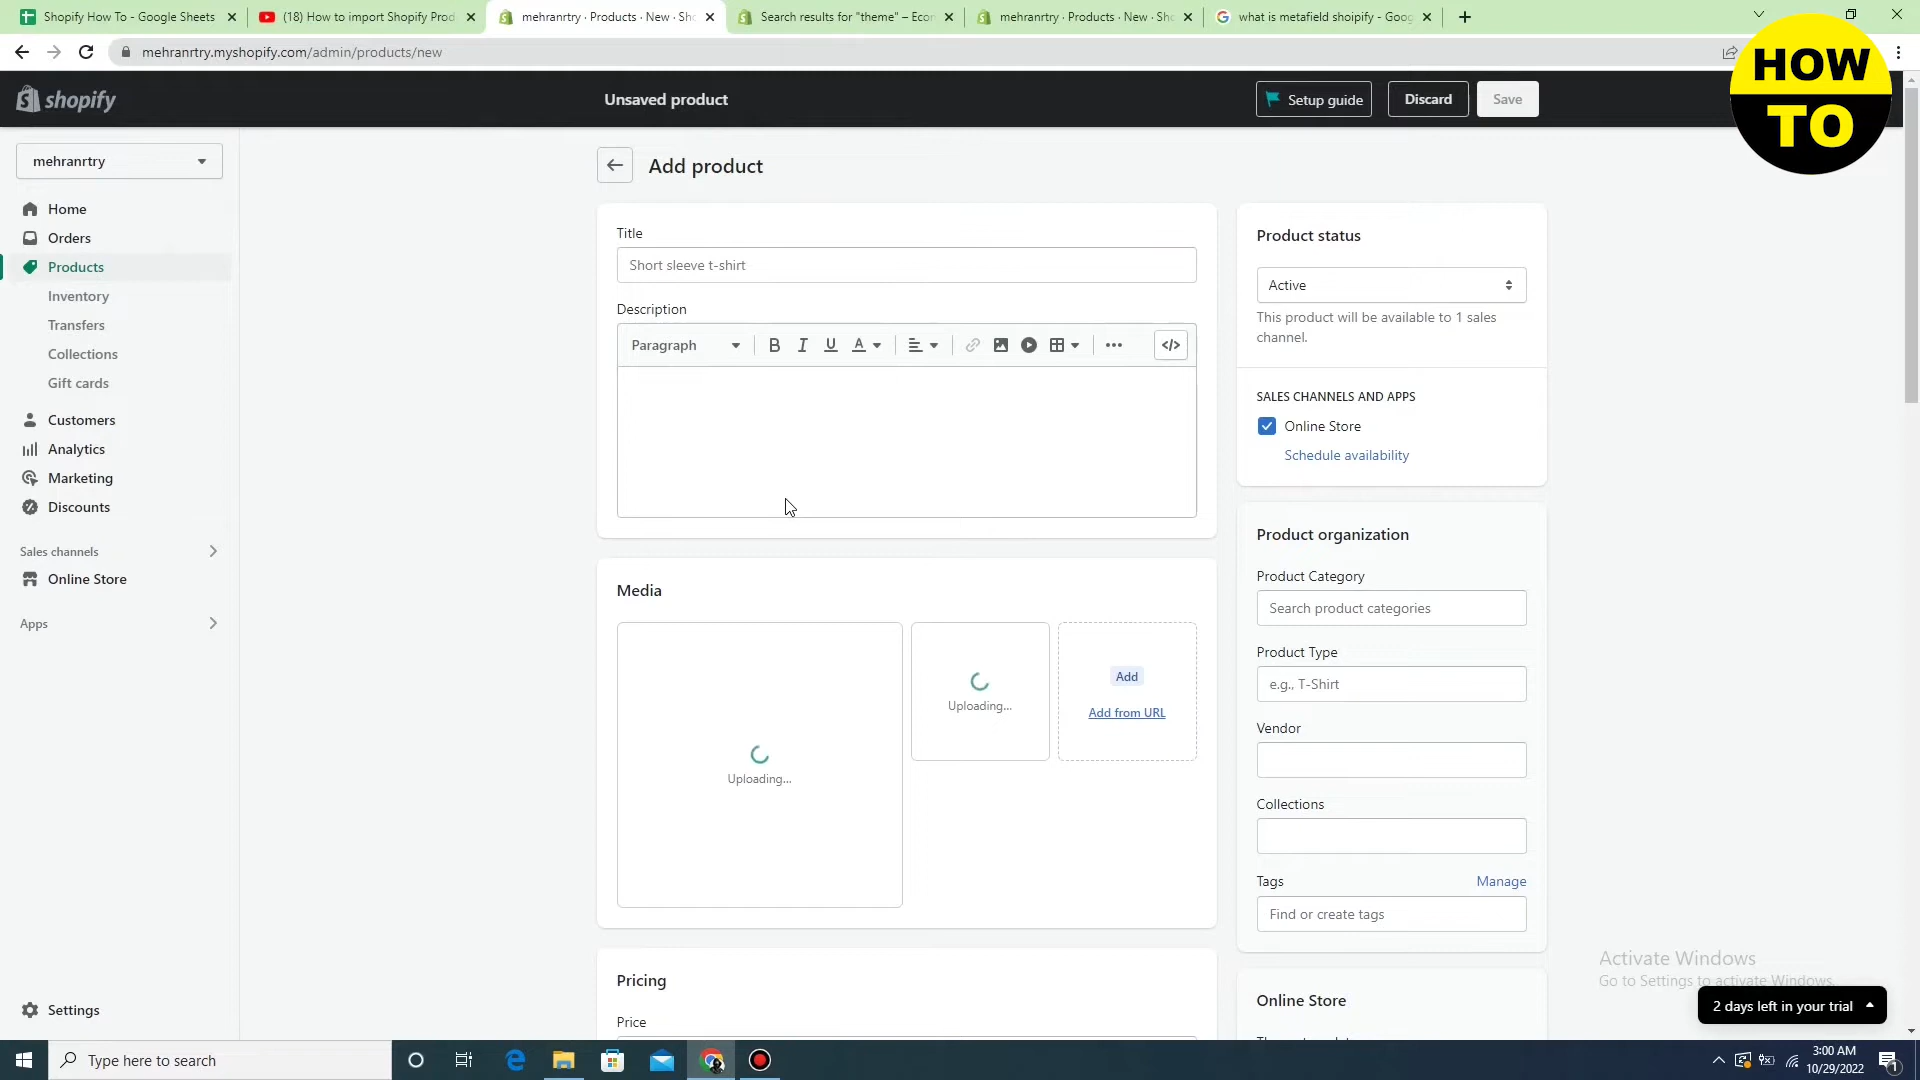 Shopify How To - Google Sheets
(18) How to import Shopify Prod
mehranrtry · Products · New · Sho
Search results for "theme" – Ecor
mehranrtry · Products · New · Sho
what is metafield shoipify - Goog
mehranrtry.myshopify.com/admin/products/new
HOW
TO
shopify
Unsaved product
Setup guide
Discard
Save
mehranrtry
Add product
Home
Orders
Products
Inventory
Transfers
Collections
Gift cards
Customers
Analytics
Marketing
Discounts
Sales channels
Online Store
Apps
Settings
Title
Short sleeve t-shirt
Description
Paragraph
Media
Uploading...
Uploading...
Add
Add from URL
Pricing
Price
Product status
Active
This product will be available to 1 sales
channel.
SALES CHANNELS AND APPS
Online Store
Schedule availability
Product organization
Product Category
Search product categories
Product Type
e.g., T-Shirt
Vendor
Collections
Tags
Manage
Find or create tags
Online Store
Activate Windows
Go to Settings to activate Windows.
2 days left in your trial
Type here to search
3:00 AM
10/29/2022
1